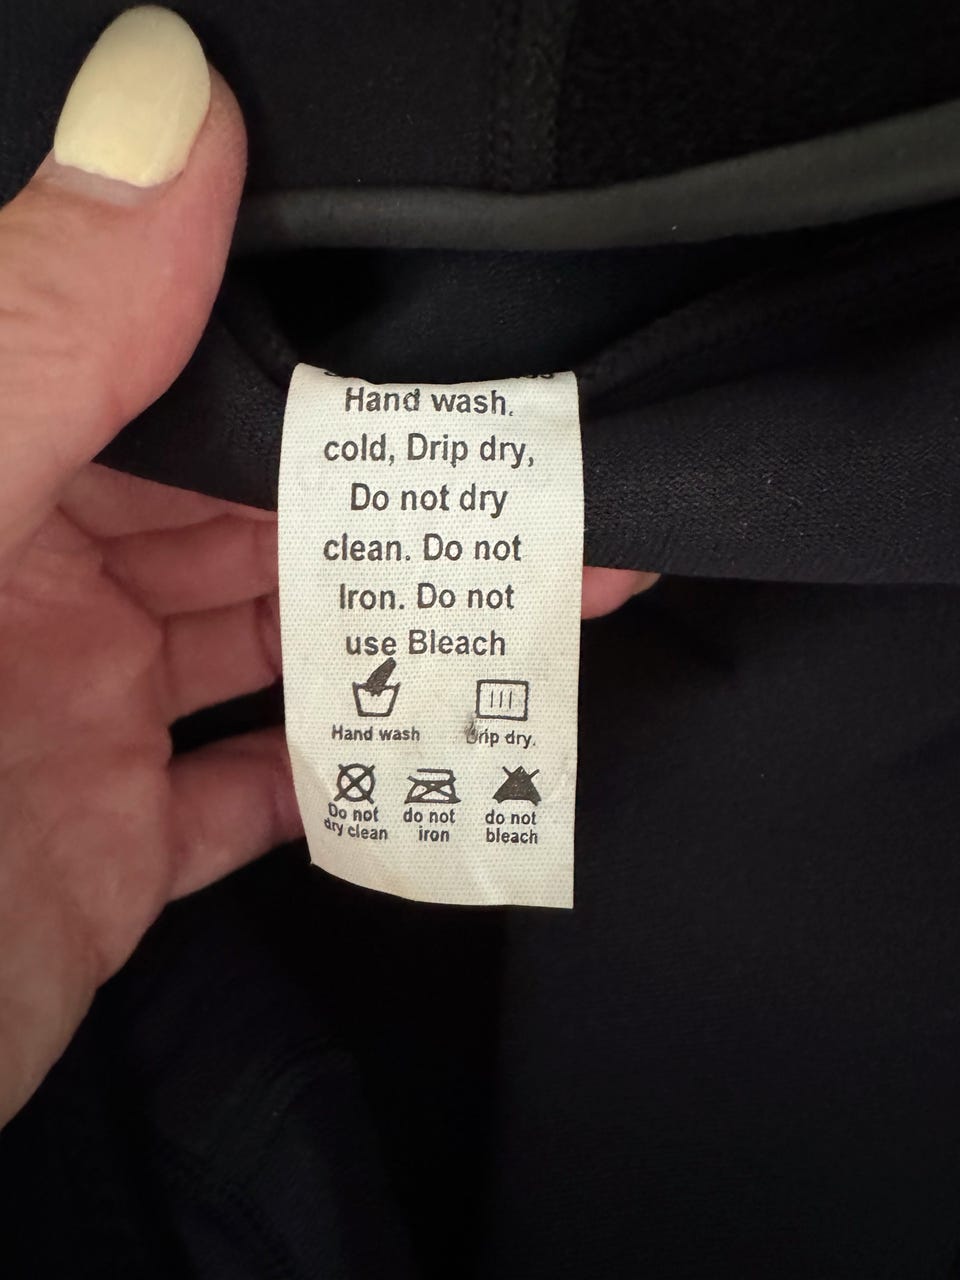 Hand wash.
cold, Drip dry,
Do not dry
clean. Do not
Iron. Do not
use Bleach
Hand wash
Drip dry.
Do not
dry clean
do not
iron
do not
bleach